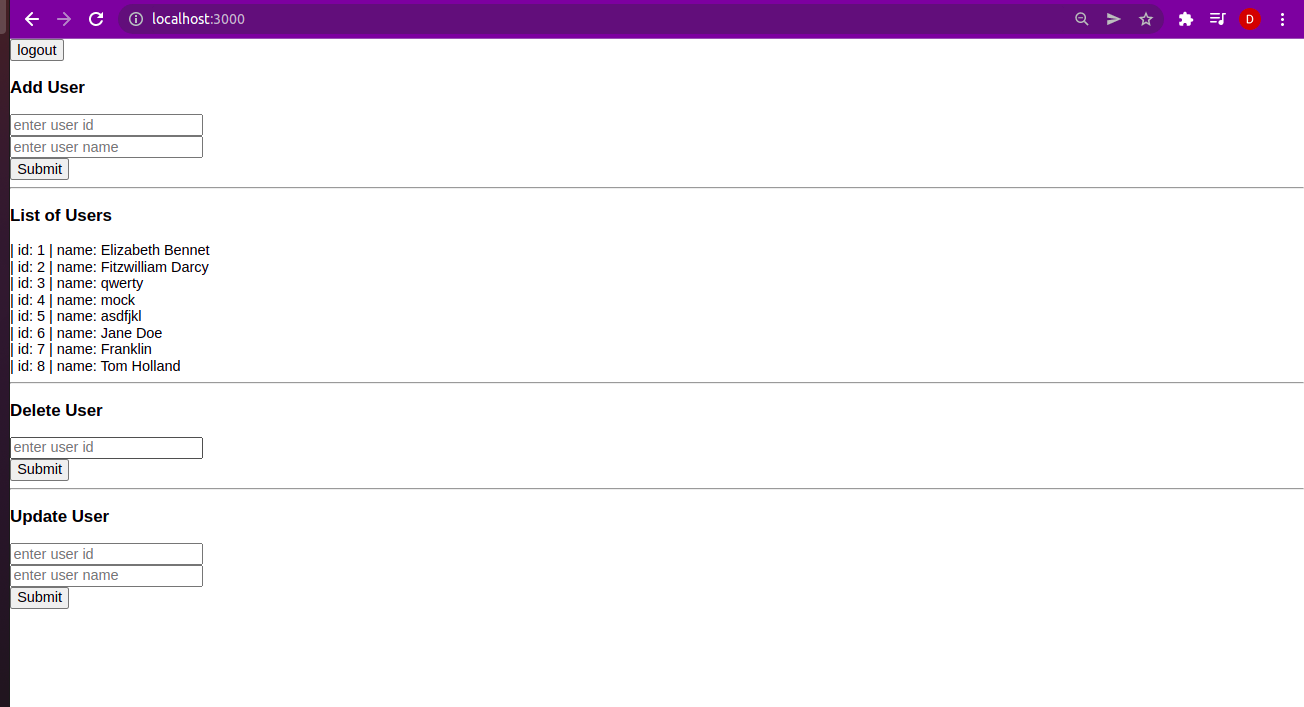 localhost:3000
D
logout
Add User
enter user id
enter user name
Submit
List of Users
| id: 1 | name: Elizabeth Bennet
| id: 2 | name: Fitzwilliam Darcy
| id: 3 | name: qwerty
| id: 4 | name: mock
| id: 5 | name: asdfjkl
| id: 6 | name: Jane Doe
| id: 7 | name: Franklin
| id: 8 | name: Tom Holland
Delete User
enter user id
Submit
Update User
enter user id
enter user name
Submit